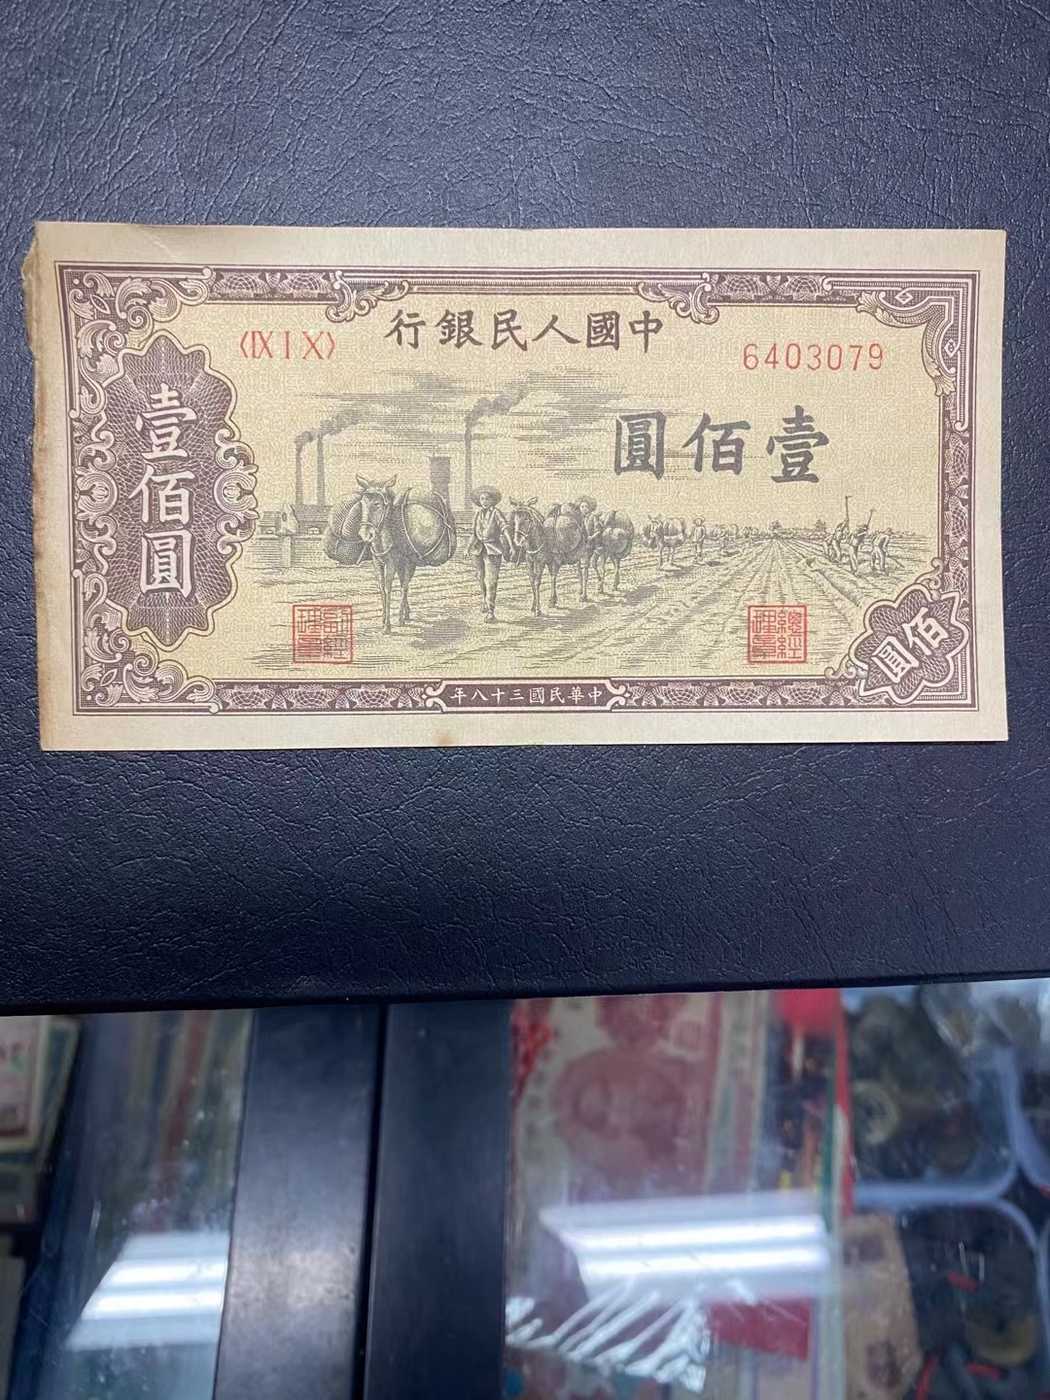 中國人民銀行
〈IX I X〉
6403079
壹佰圓
壹佰圓
佰圓
中華民國三十八年